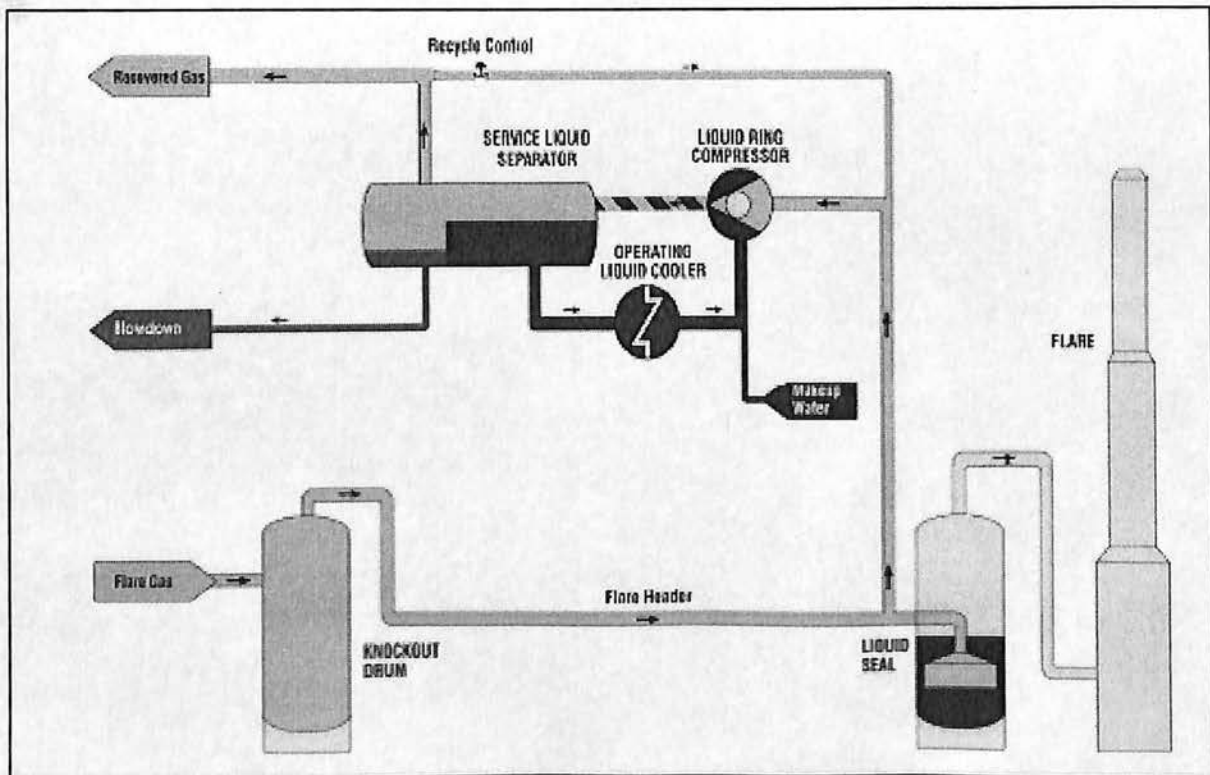 Recycle Control
Recovered Gas
SERVICE LIQUID
SEPARATOR
LIQUID RING
COMPRESSOR
OPERATING
LIQUID COOLER
Blowdown
FLARE
Makeup
Water
Flare Gas
Flare Header
KNOCKOUT
DRUM
LIQUID
SEAL